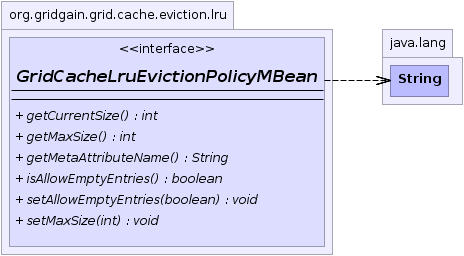 org.gridgain.grid.cache.eviction.lru
<<interface>>
GridCacheLruEvictionPolicyMBean
+ getCurrentSize() : int
+ getMaxSize() : int
+ getMetaAttributeName() : String
+ isAllowEmptyEntries() : boolean
+ setAllowEmptyEntries(boolean) : void
+ setMaxSize(int) : void
java.lang
String